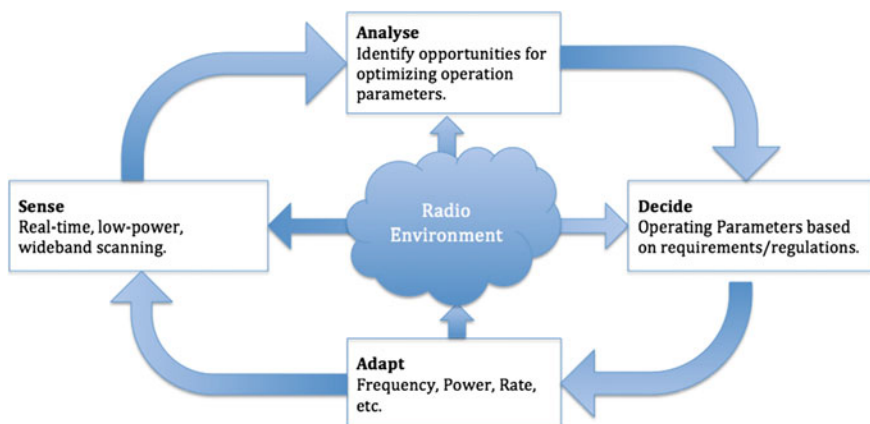 Analyse
Identify opportunities for
optimizing operation
parameters.
Sense
Real-time, low-power,
wideband scanning.
Radio
Environment
Decide
Operating Parameters based
on requirements/regulations.
Adapt
Frequency, Power, Rate,
etc.